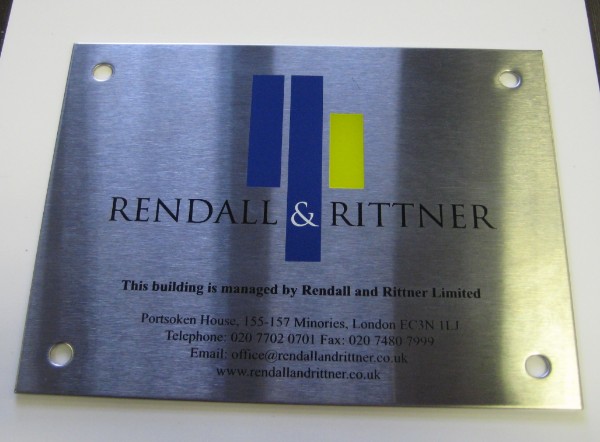 RENDALL & RITTNER
This building is managed by Rendall and Rittner Limited
Portsoken House, 155-157 Minories, London EC3N 1LJ
Telephone: 020 7702 0701 Fax: 020 7480 7999
Email: office@rendallandrittner.co.uk
www.rendallandrittner.co.uk